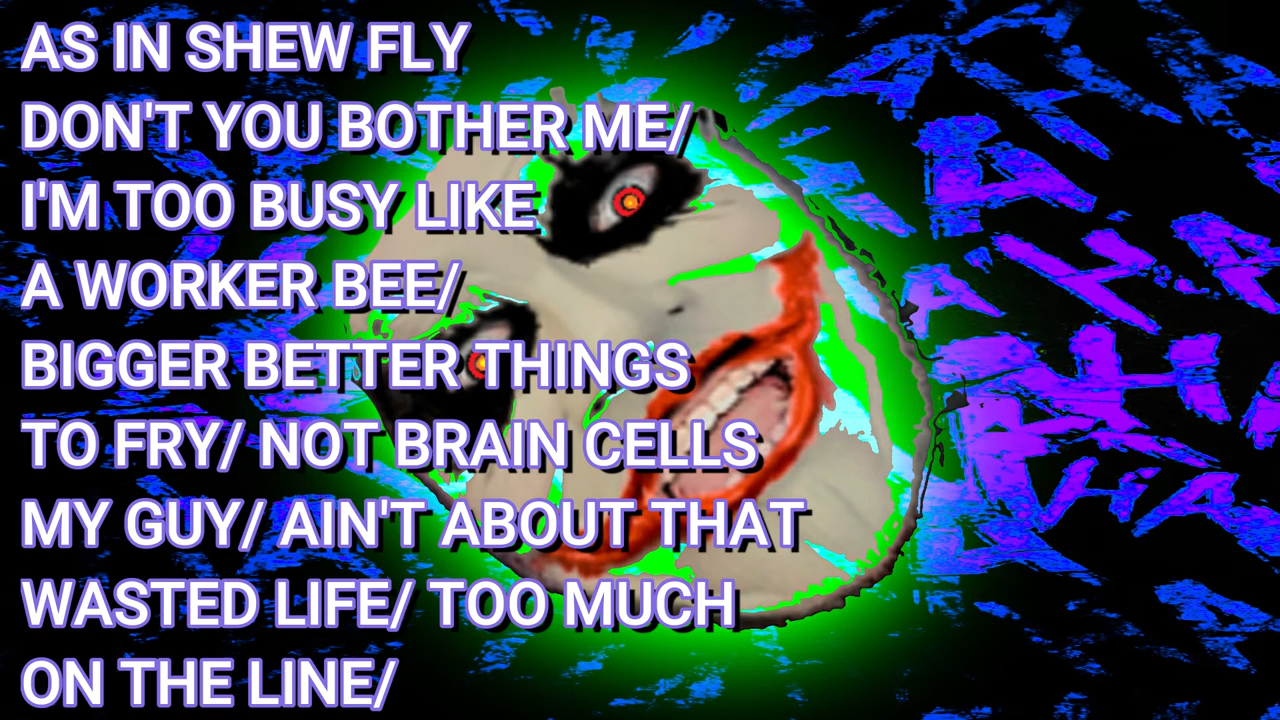 AS IN SHEW FLY
DON'T YOU BOTHER ME/
I'M TOO BUSY LIKE
A WORKER BEE/
BIGGER BETTER THINGS
TO FRY/ NOT BRAIN CELLS
MY GUY/ AIN'T ABOUT THAT
WASTED LIFE/ TOO MUCH
ON THE LINE/